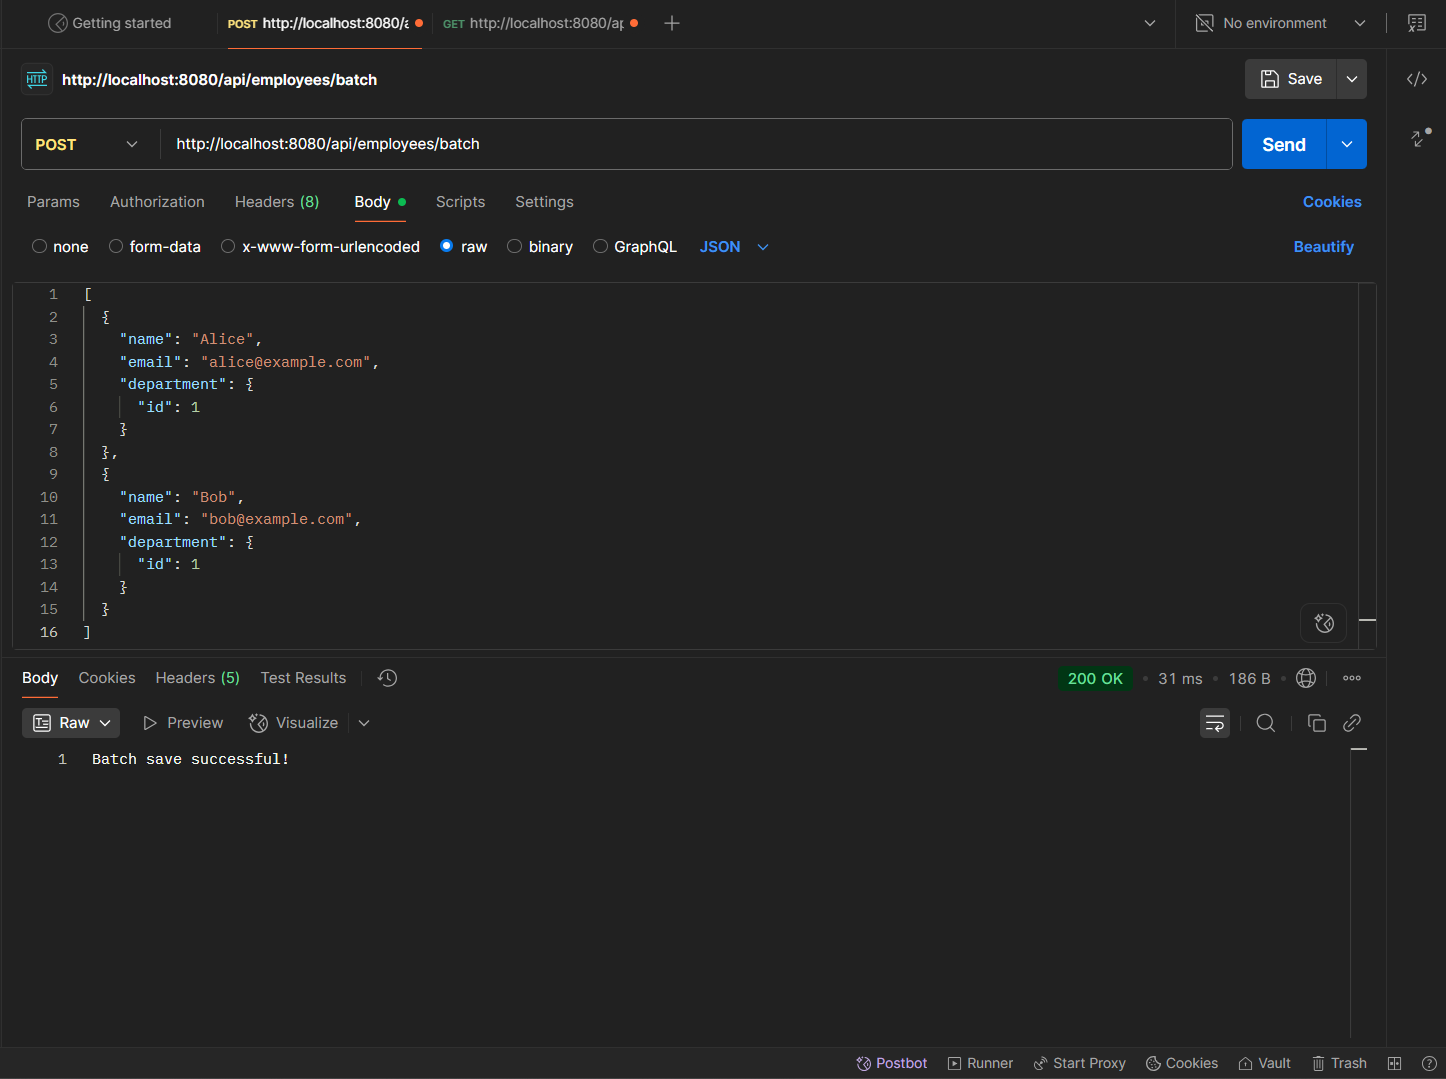 Getting started
POST http://localhost:8080/a
GET http://localhost:8080/ap
No environment
HTTP http://localhost:8080/api/employees/batch
Save
POST http://localhost:8080/api/employees/batch
Send
Params Authorization Headers (8) Body Scripts Settings Cookies
none form-data x-www-form-urlencoded raw binary GraphQL JSON Beautify
1 [
2 {
3 "name": "Alice",
4 "email": "alice@example.com",
5 "department": {
6 "id": 1
7 }
8 },
9 {
10 "name": "Bob",
11 "email": "bob@example.com",
12 "department": {
13 "id": 1
14 }
15 }
16 ]
Body Cookies Headers (5) Test Results 200 OK • 31 ms • 186 B •
Raw Preview Visualize
1 Batch save successful!
Postbot Runner Start Proxy Cookies Vault Trash